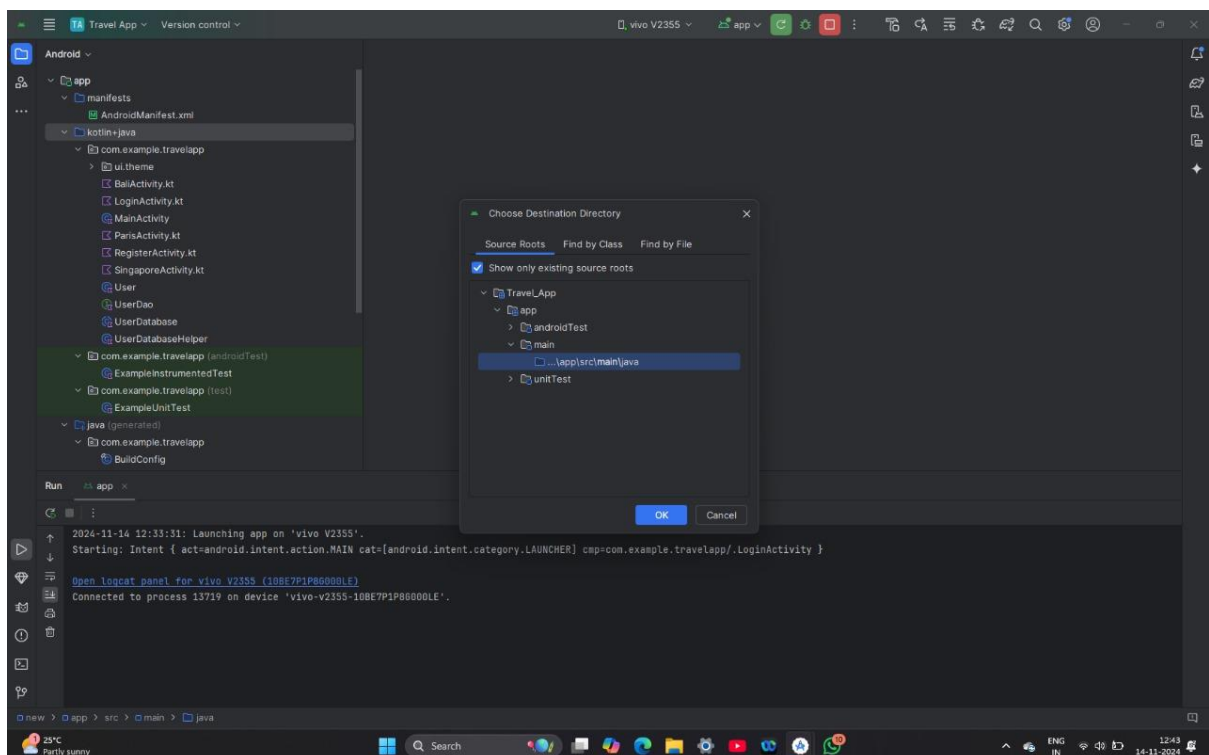 TA Travel App Version control vivo V2355 app
Android
app
manifests
AndroidManifest.xml
kotlin+java
com.example.travelapp
ui.theme
BaliActivity.kt
LoginActivity.kt
MainActivity
ParisActivity.kt
RegisterActivity.kt
SingaporeActivity.kt
User
UserDao
UserDatabase
UserDatabaseHelper
com.example.travelapp (androidTest)
ExampleInstrumentedTest
com.example.travelapp (test)
ExampleUnitTest
java (generated)
com.example.travelapp
BuildConfig
Choose Destination Directory
Source Roots Find by Class Find by File
Show only existing source roots
Travel_App
app
androidTest
main
...\app\src\main\java
unitTest
OK Cancel
Run app
2024-11-14 12:33:31: Launching app on 'vivo V2355'.
Starting: Intent { act=android.intent.action.MAIN cat=[android.intent.category.LAUNCHER] cmp=com.example.travelapp/.LoginActivity }
Open logcat panel for vivo V2355 (10BE7P1P8G000LE)
Connected to process 13719 on device 'vivo-v2355-10BE7P1P8G000LE'.
new > app > src > main > java
1 25°C
Partly sunny
Search
10
ENG
IN
12:43
14-11-2024